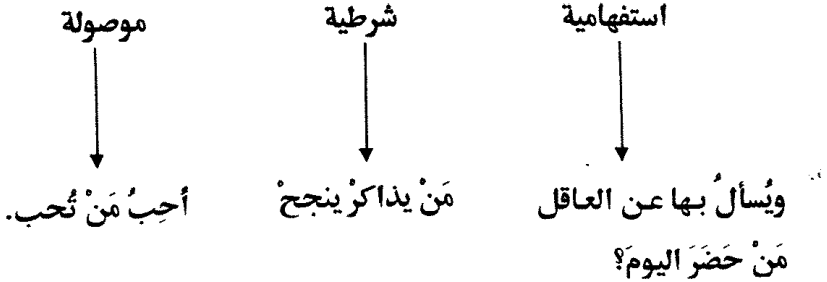 استفهامية شرطية موصولة
ويُسألُ بها عن العاقل مَنْ يذاكرْ ينجحْ أحِبُ مَنْ تُحب.
مَنْ حَضَرَ اليومَ؟